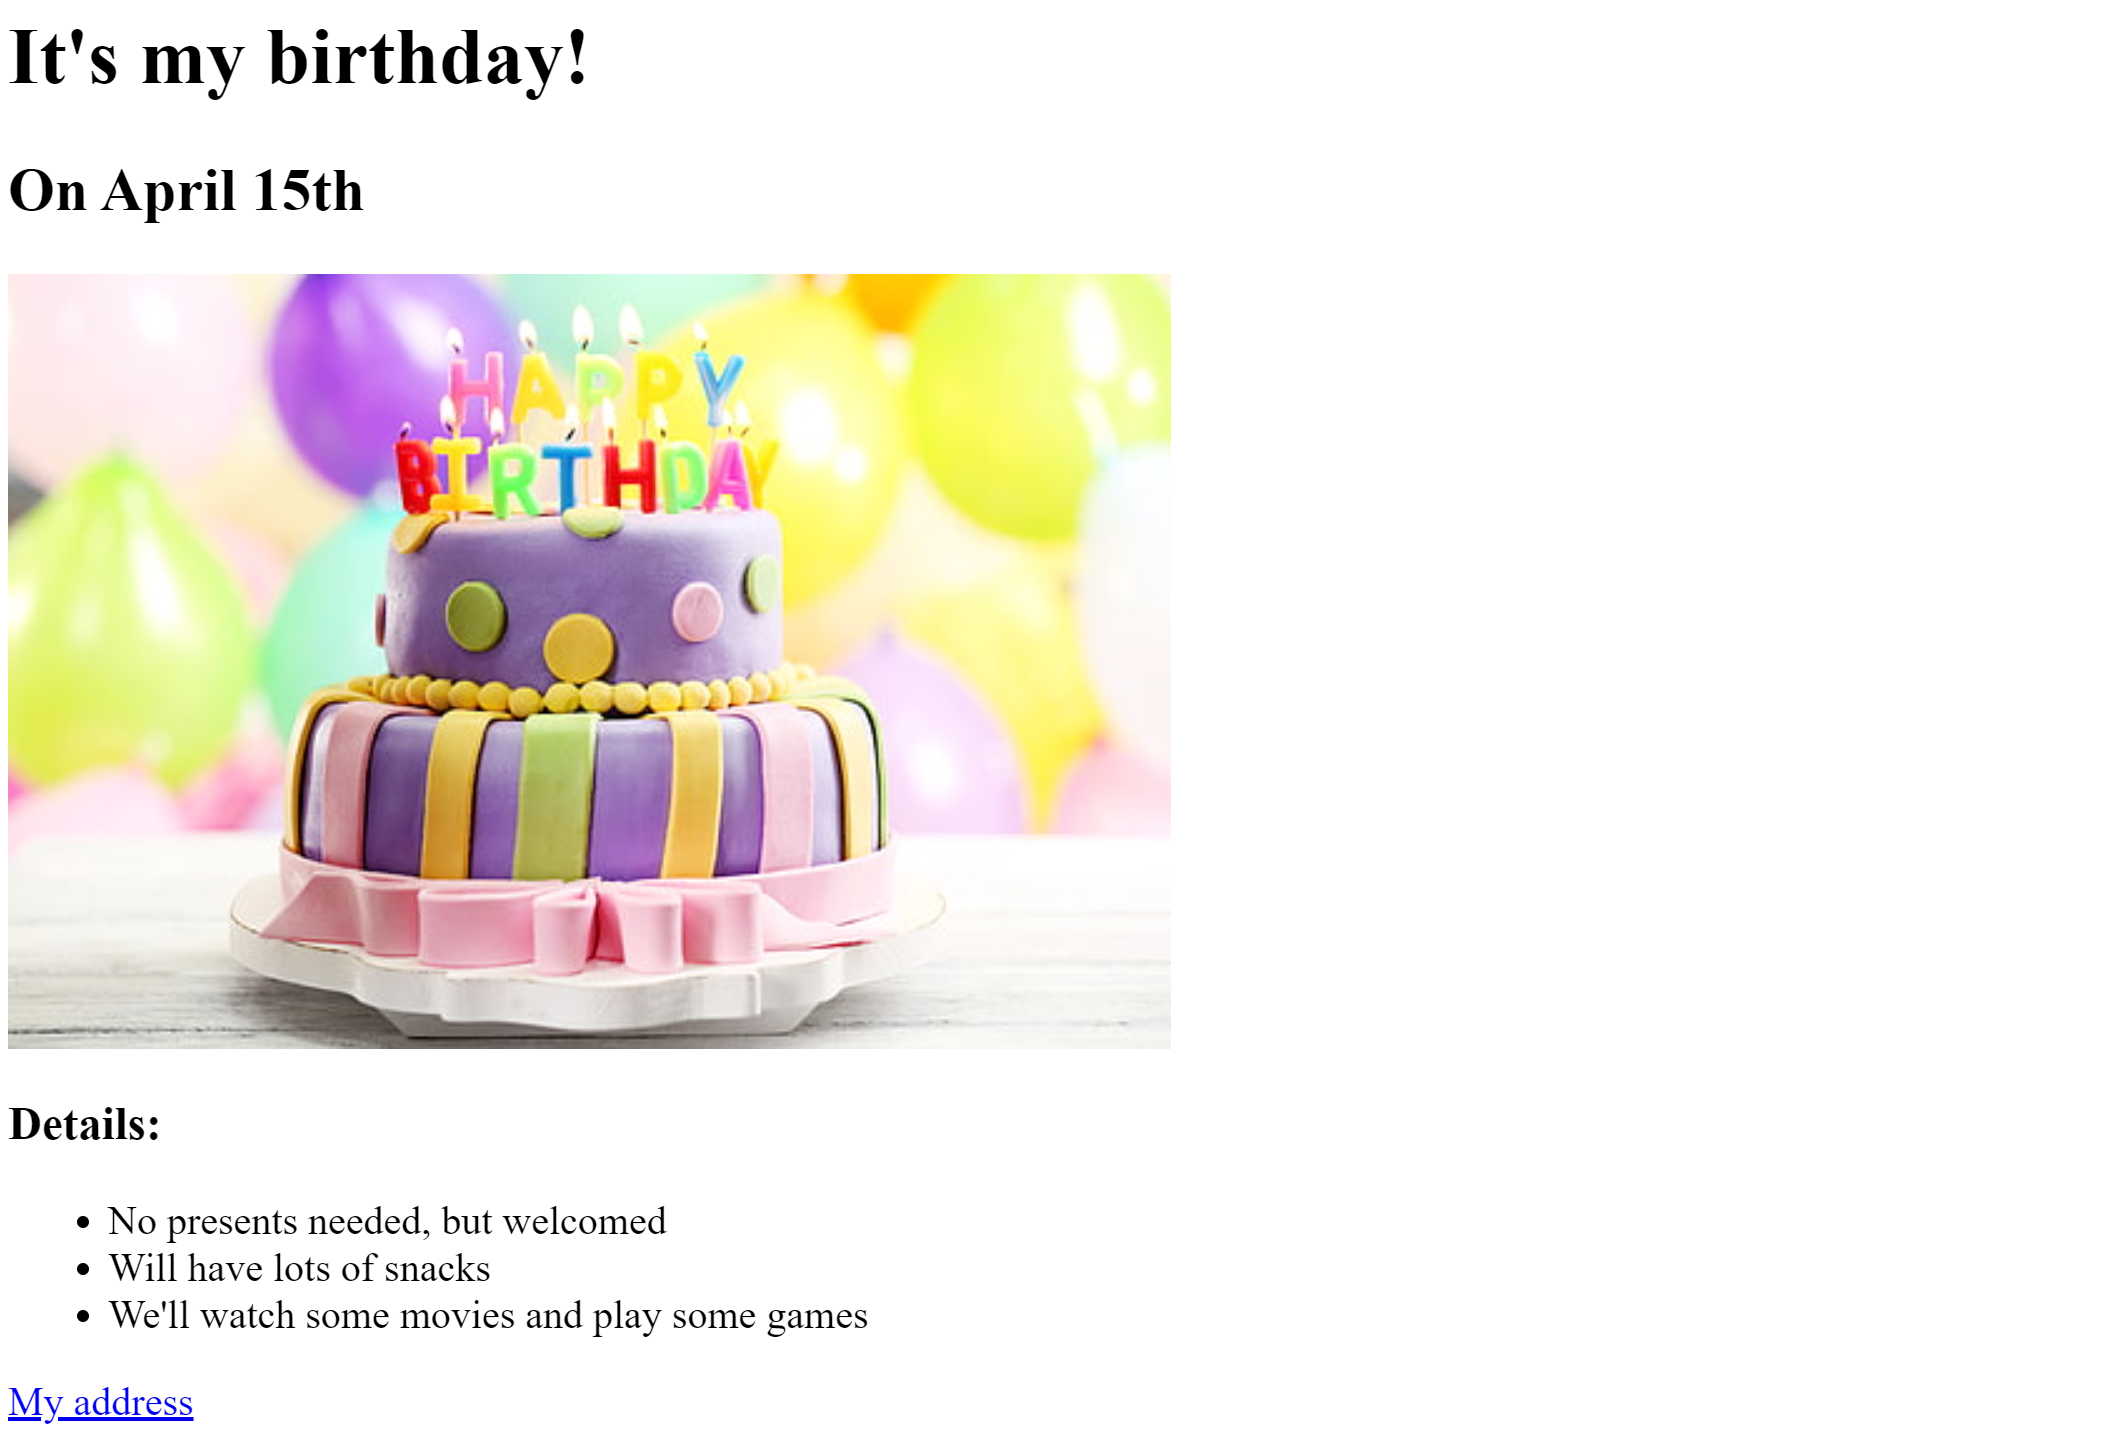 It's my birthday!
On April 15th
HAPPY
BIRTHDAY
Details:
No presents needed, but welcomed
Will have lots of snacks
We'll watch some movies and play some games
My address